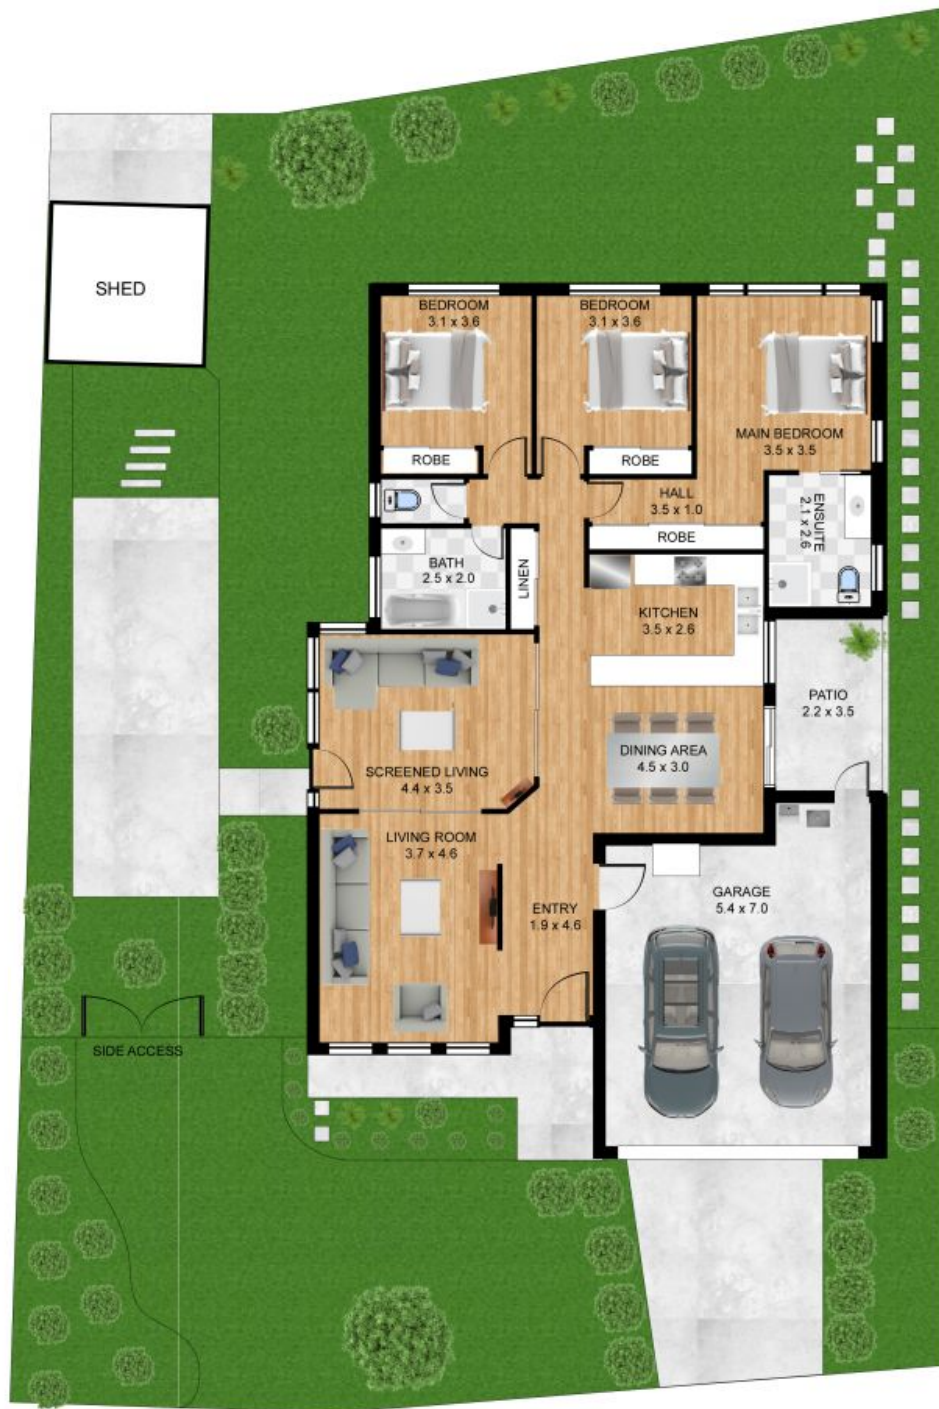 SHED
BEDROOM
3.1 x 3.6
BEDROOM
3.1 x 3.6
MAIN BEDROOM
3.5 x 3.5
ROBE
ROBE
HALL
3.5 x 1.0
ENSUITE
2.1 x 2.6
ROBE
BATH
2.5 x 2.0
LINEN
KITCHEN
3.5 x 2.6
PATIO
2.2 x 3.5
DINING AREA
4.5 x 3.0
SCREENED LIVING
4.4 x 3.5
LIVING ROOM
3.7 x 4.6
GARAGE
5.4 x 7.0
ENTRY
1.9 x 4.6
SIDE ACCESS